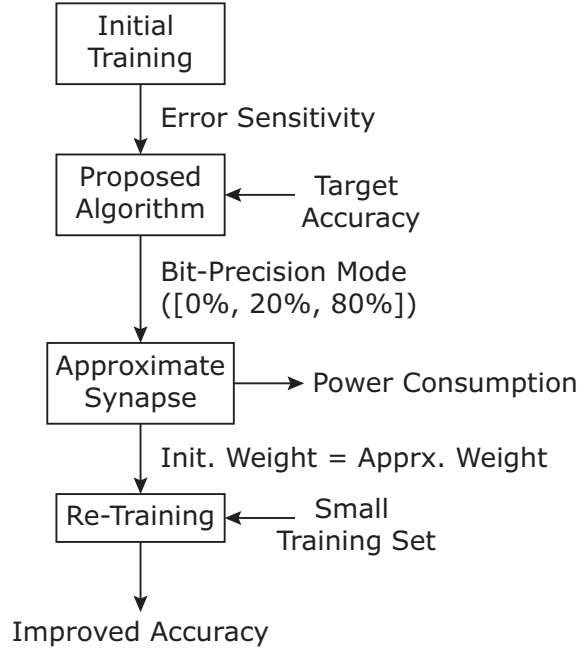 Initial
Training
Error Sensitivity
Proposed
Algorithm
Target
Accuracy
Bit-Precision Mode
([0%, 20%, 80%])
Approximate
Synapse
Power Consumption
Init. Weight = Apprx. Weight
Re-Training
Small
Training Set
Improved Accuracy